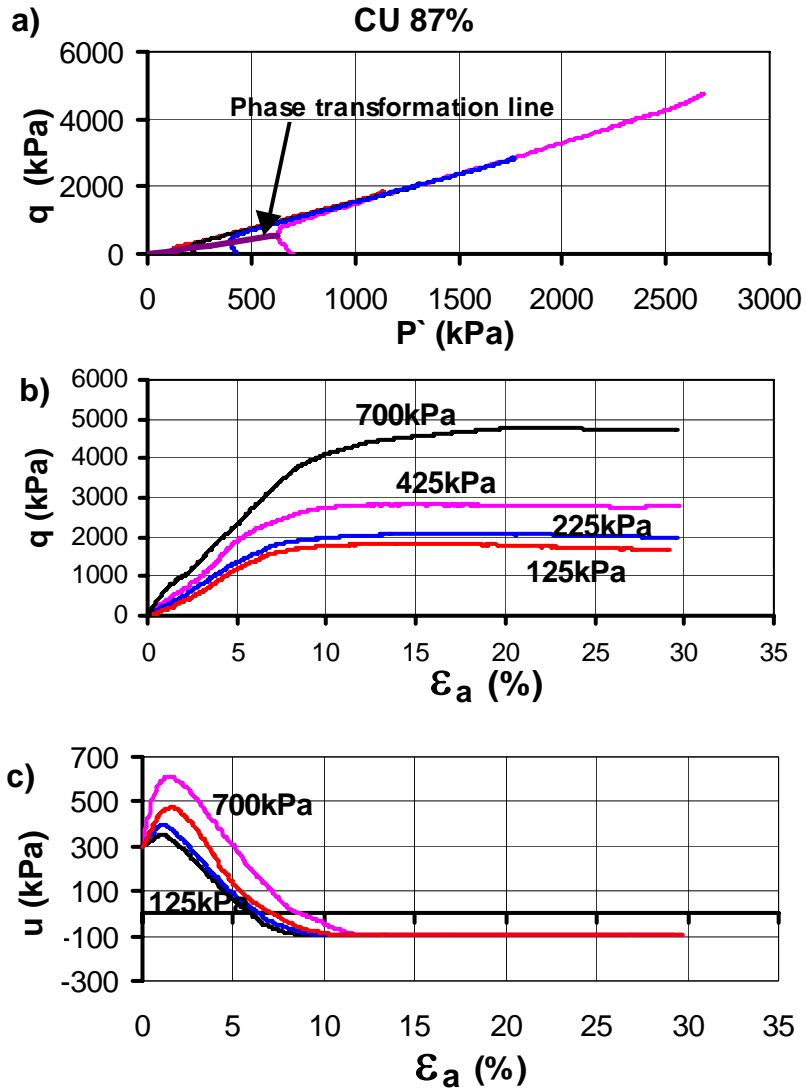 a)
CU 87%
6000
4000
2000
0
q (kPa)
Phase transformation line
0 500 1000 1500 2000 2500 3000
P` (kPa)
b)
6000
5000
4000
3000
2000
1000
0
q (kPa)
700kPa
425kPa
225kPa
125kPa
0 5 10 15 20 25 30 35
εa (%)
c)
700
500
300
100
-100
-300
u (kPa)
700kPa
125kPa
0 5 10 15 20 25 30 35
εa (%)